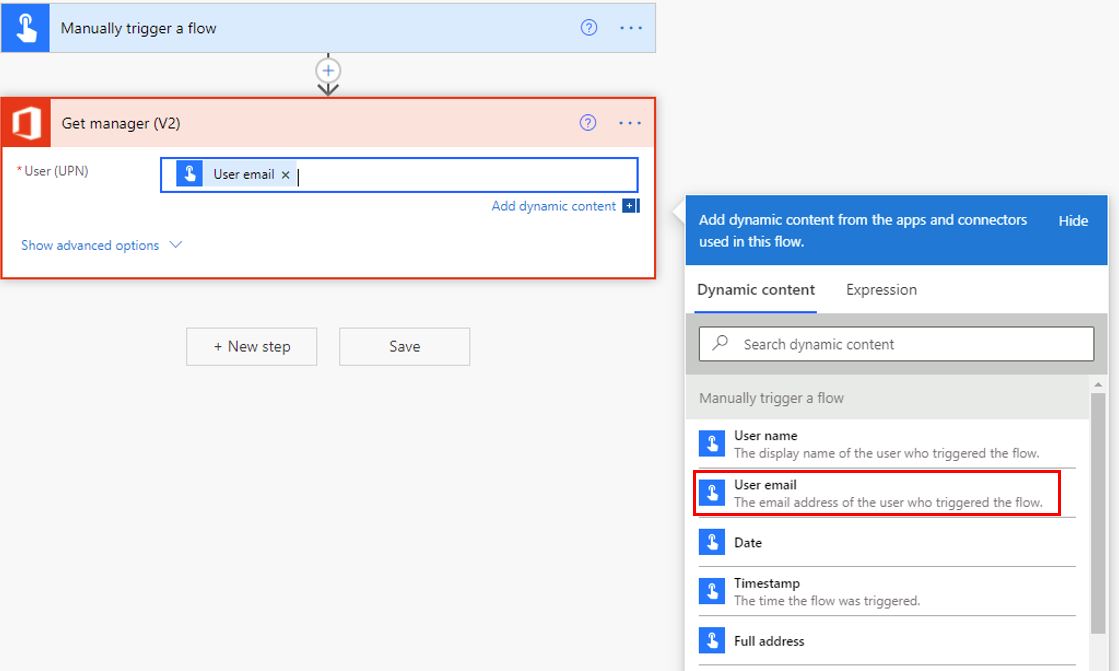 Manually trigger a flow
Get manager (V2)
* User (UPN)
User email ×
Add dynamic content
Show advanced options
+ New step
Save
Add dynamic content from the apps and connectors
used in this flow.
Hide
Dynamic content
Expression
Search dynamic content
Manually trigger a flow
User name
The display name of the user who triggered the flow.
User email
The email address of the user who triggered the flow.
Date
Timestamp
The time the flow was triggered.
Full address